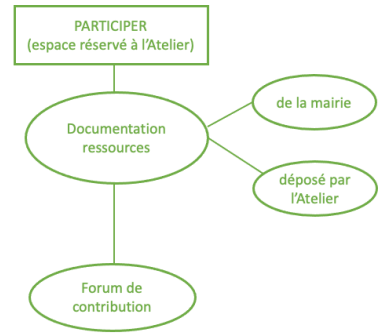 PARTICIPER
(espace réservé à l’Atelier)
Documentation
ressources
de la mairie
déposé par
l’Atelier
Forum de
contribution